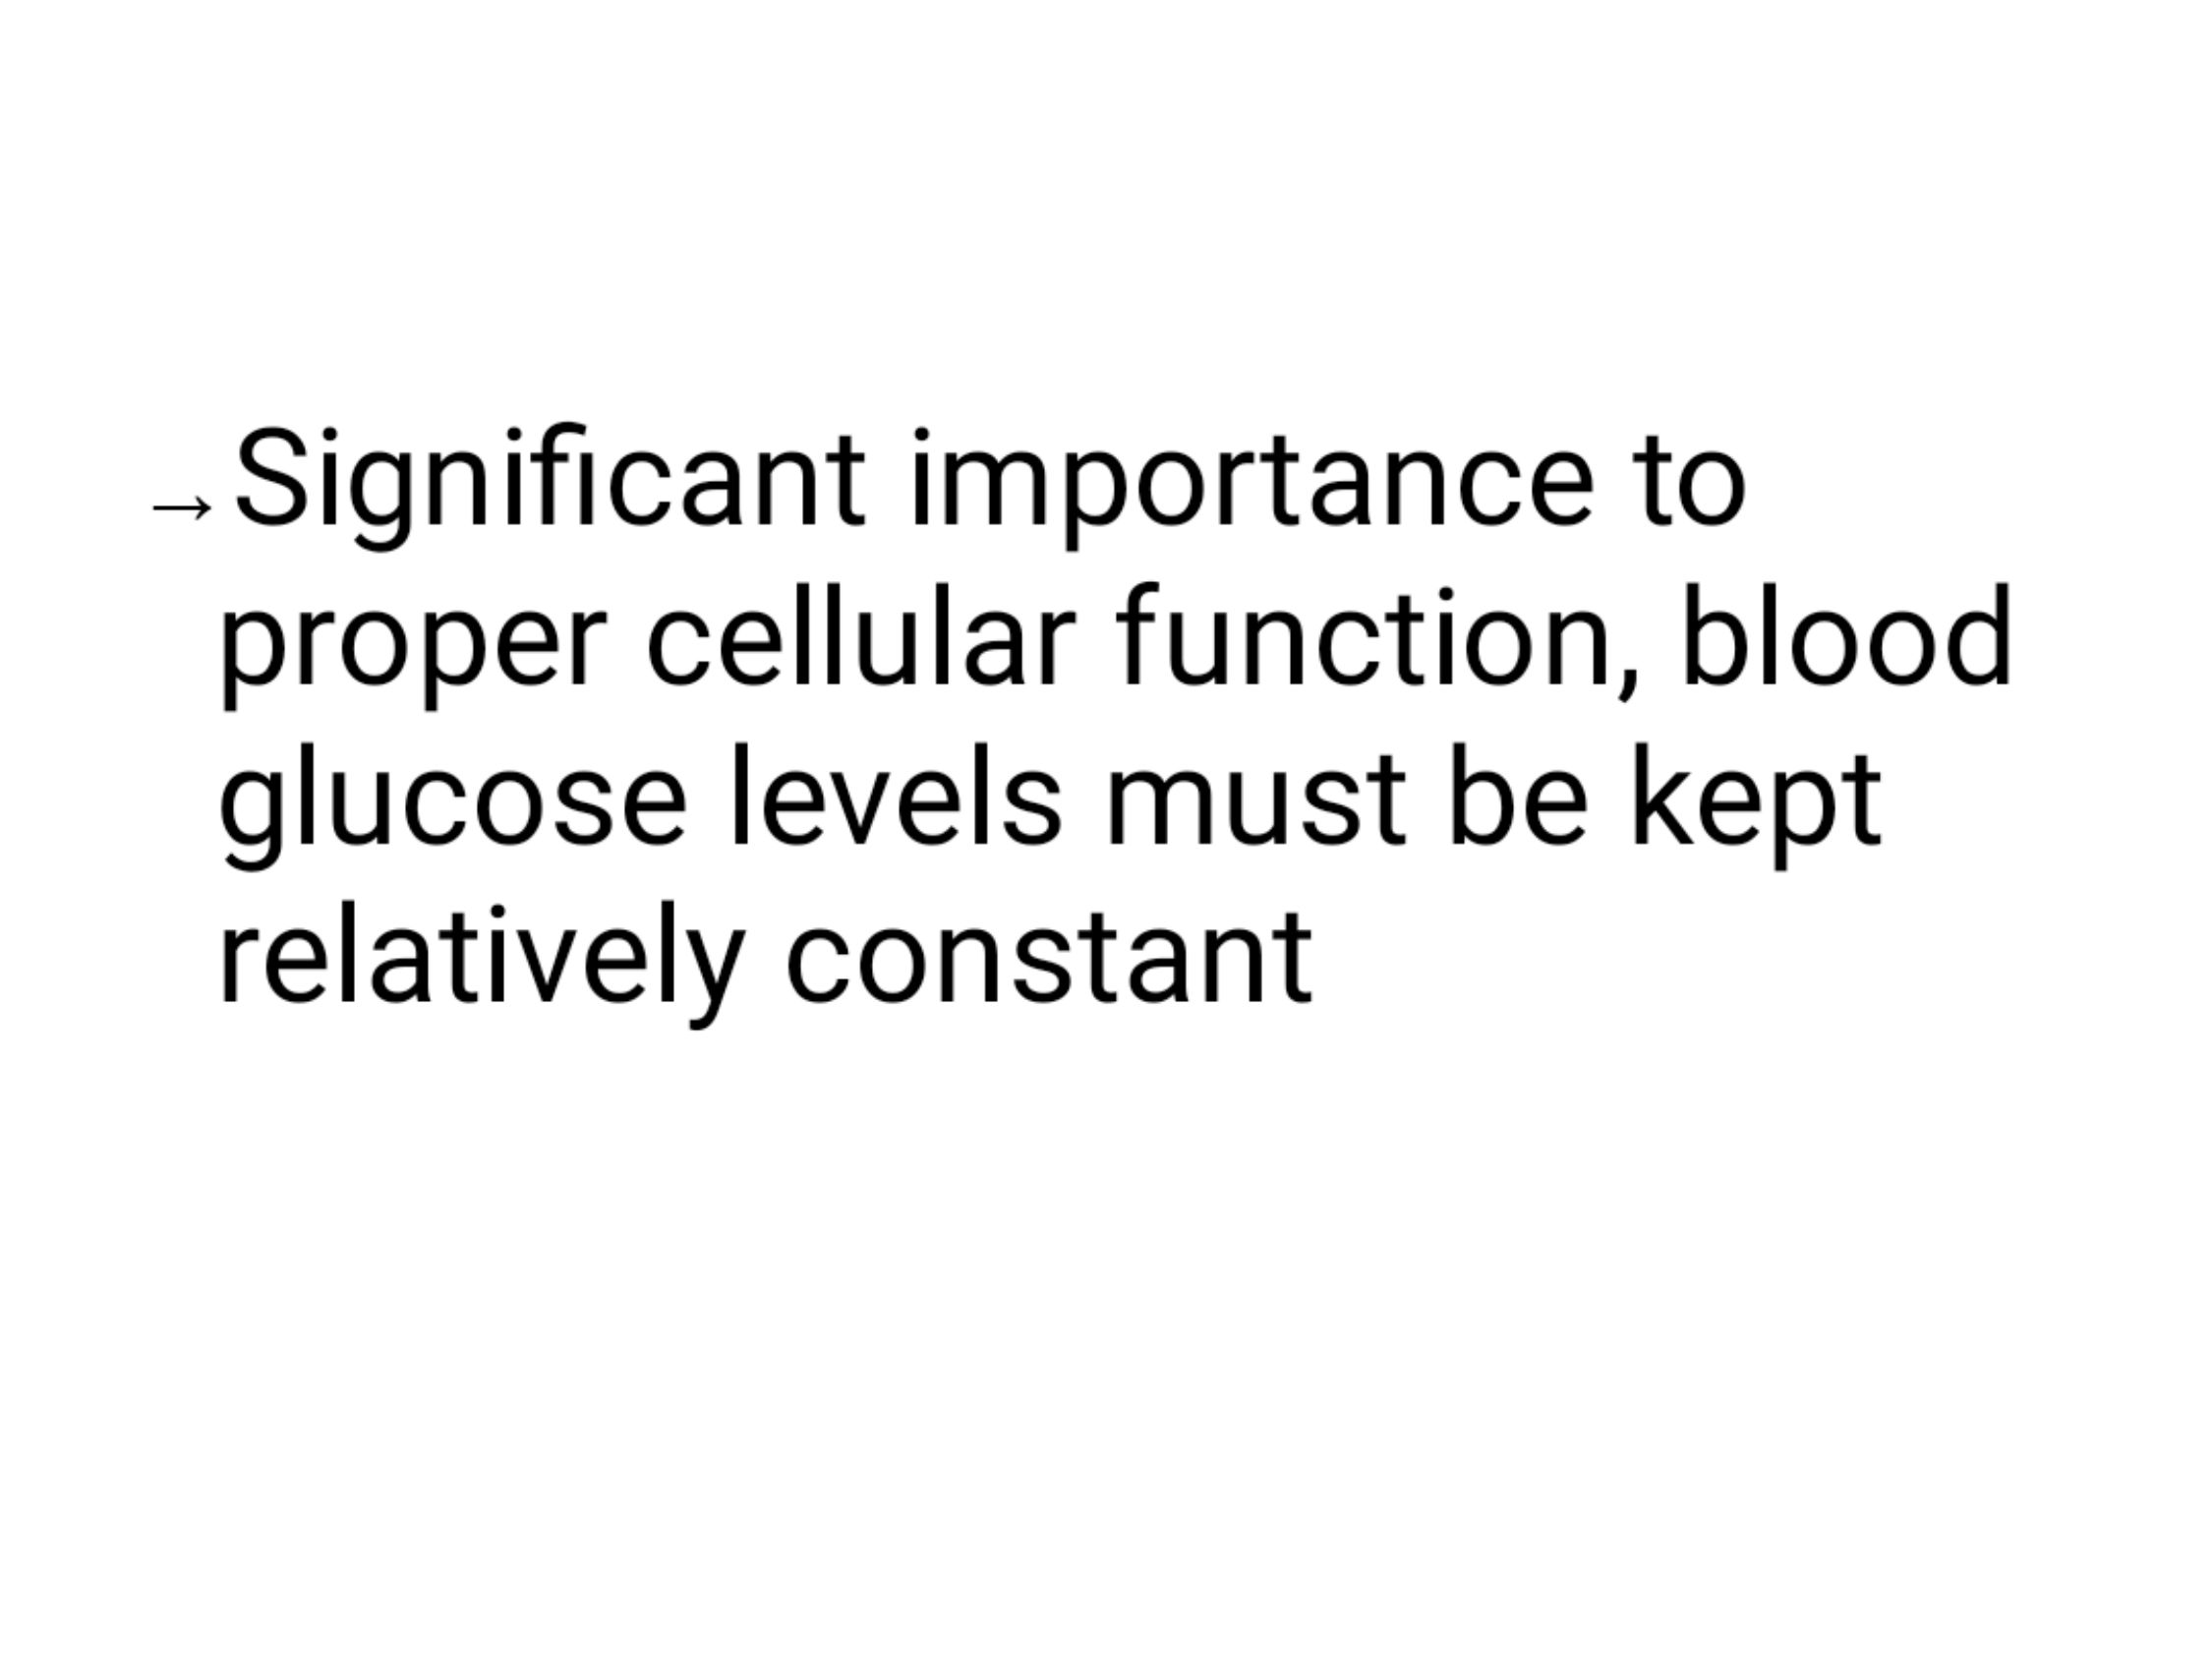 →Significant importance to
proper cellular function, blood
glucose levels must be kept
relatively constant